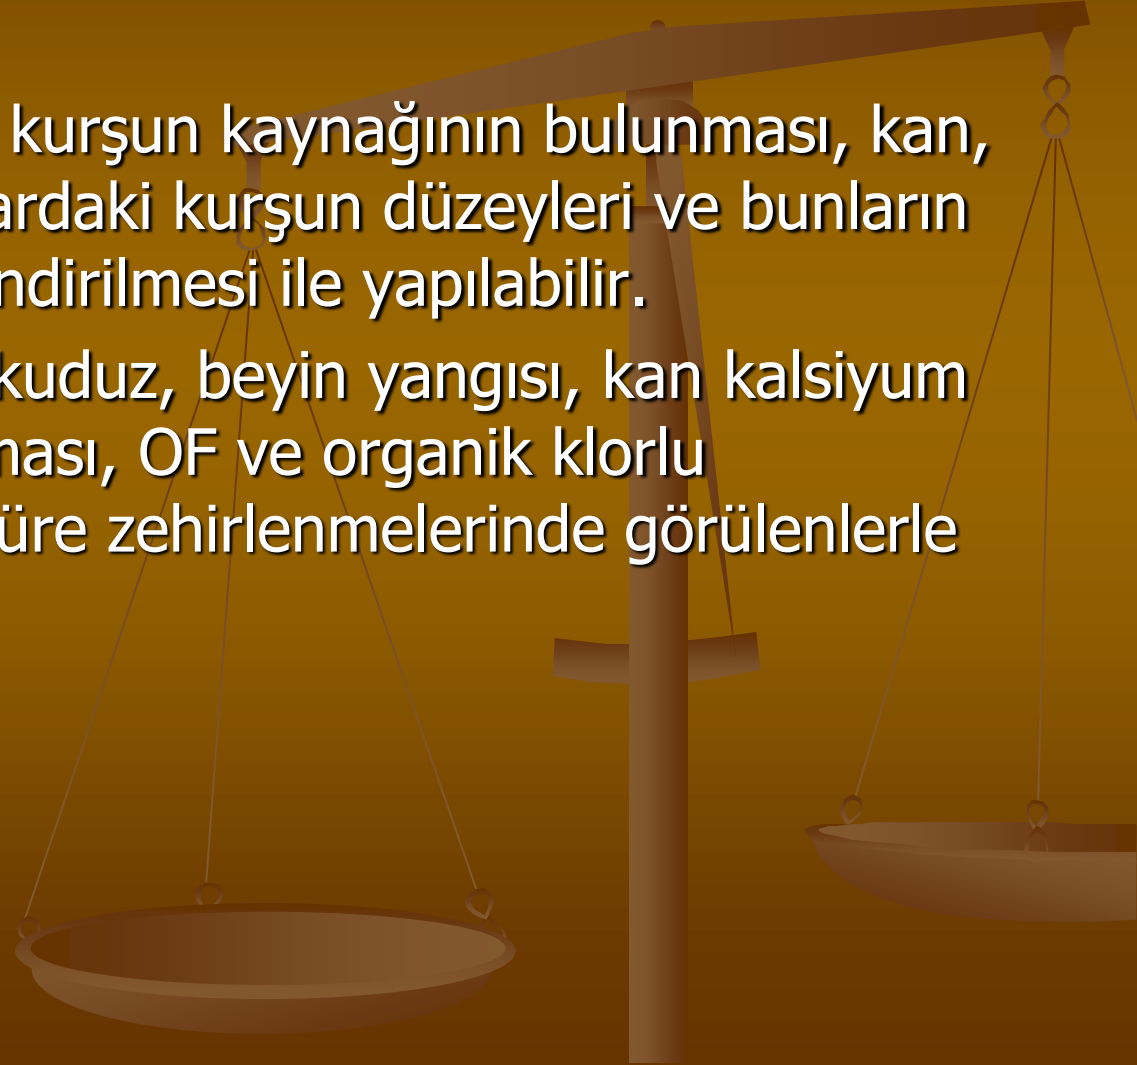 kurşun kaynağının bulunması, kan,
ardaki kurşun düzeyleri ve bunların
ndirilmesi ile yapılabilir.
kuduz, beyin yangısı, kan kalsiyum
ması, OF ve organik klorlu
üre zehirlenmelerinde görülenlerle